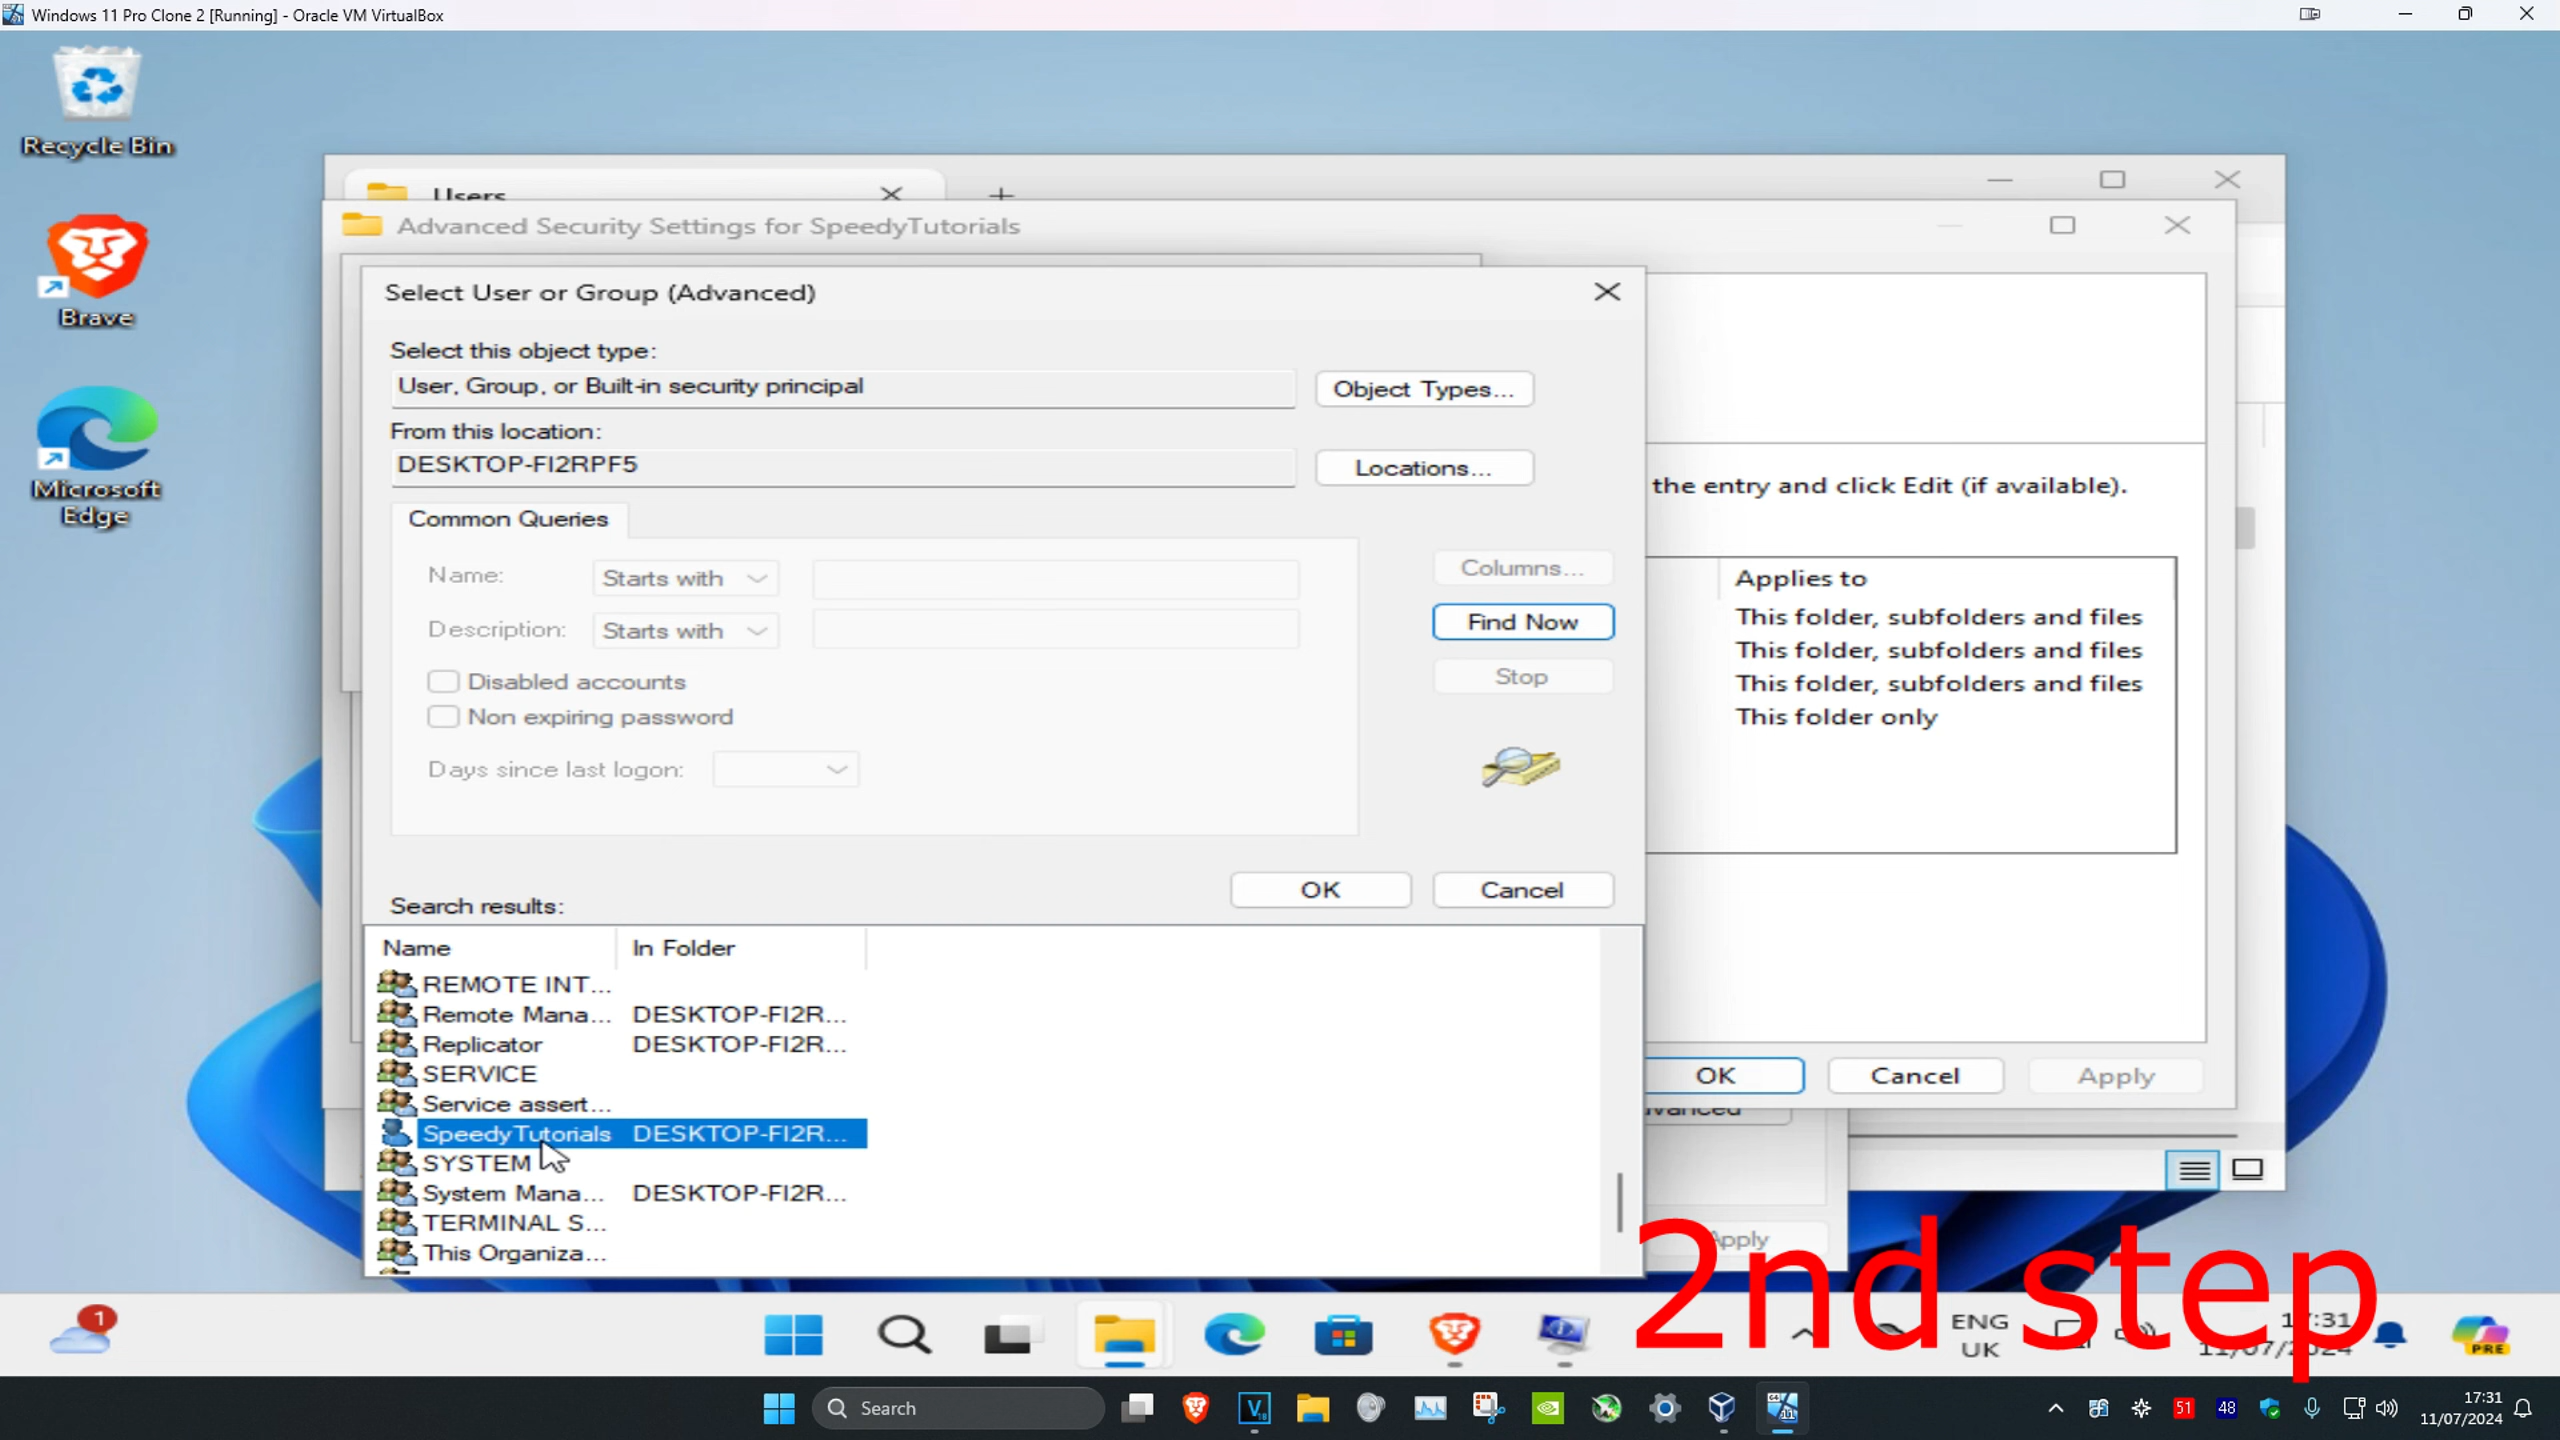 Windows 11 Pro Clone 2 [Running] - Oracle VM VirtualBox
Recycle Bin
Brave
Microsoft
Edge
Users
Advanced Security Settings for SpeedyTutorials
Select User or Group (Advanced)
Select this object type:
User, Group, or Built-in security principal
Object Types...
From this location:
DESKTOP-FI2RPF5
Locations...
the entry and click Edit (if available).
Common Queries
Name:
Starts with
Columns...
Description:
Starts with
Find Now
Disabled accounts
Stop
Non expiring password
Days since last logon:
Applies to
This folder, subfolders and files
This folder, subfolders and files
This folder, subfolders and files
This folder only
OK
Cancel
Search results:
Name
In Folder
REMOTE INT...
Remote Mana... DESKTOP-FI2R...
Replicator DESKTOP-FI2R...
SERVICE
Service assert...
SpeedyTutorials DESKTOP-FI2R...
SYSTEM
System Mana... DESKTOP-FI2R...
TERMINAL S...
This Organiza...
OK
Cancel
Apply
Apply
2nd step
1
ENG
UK
17:31
11/07/2024
PRE
Search
51
48
17:31
11/07/2024